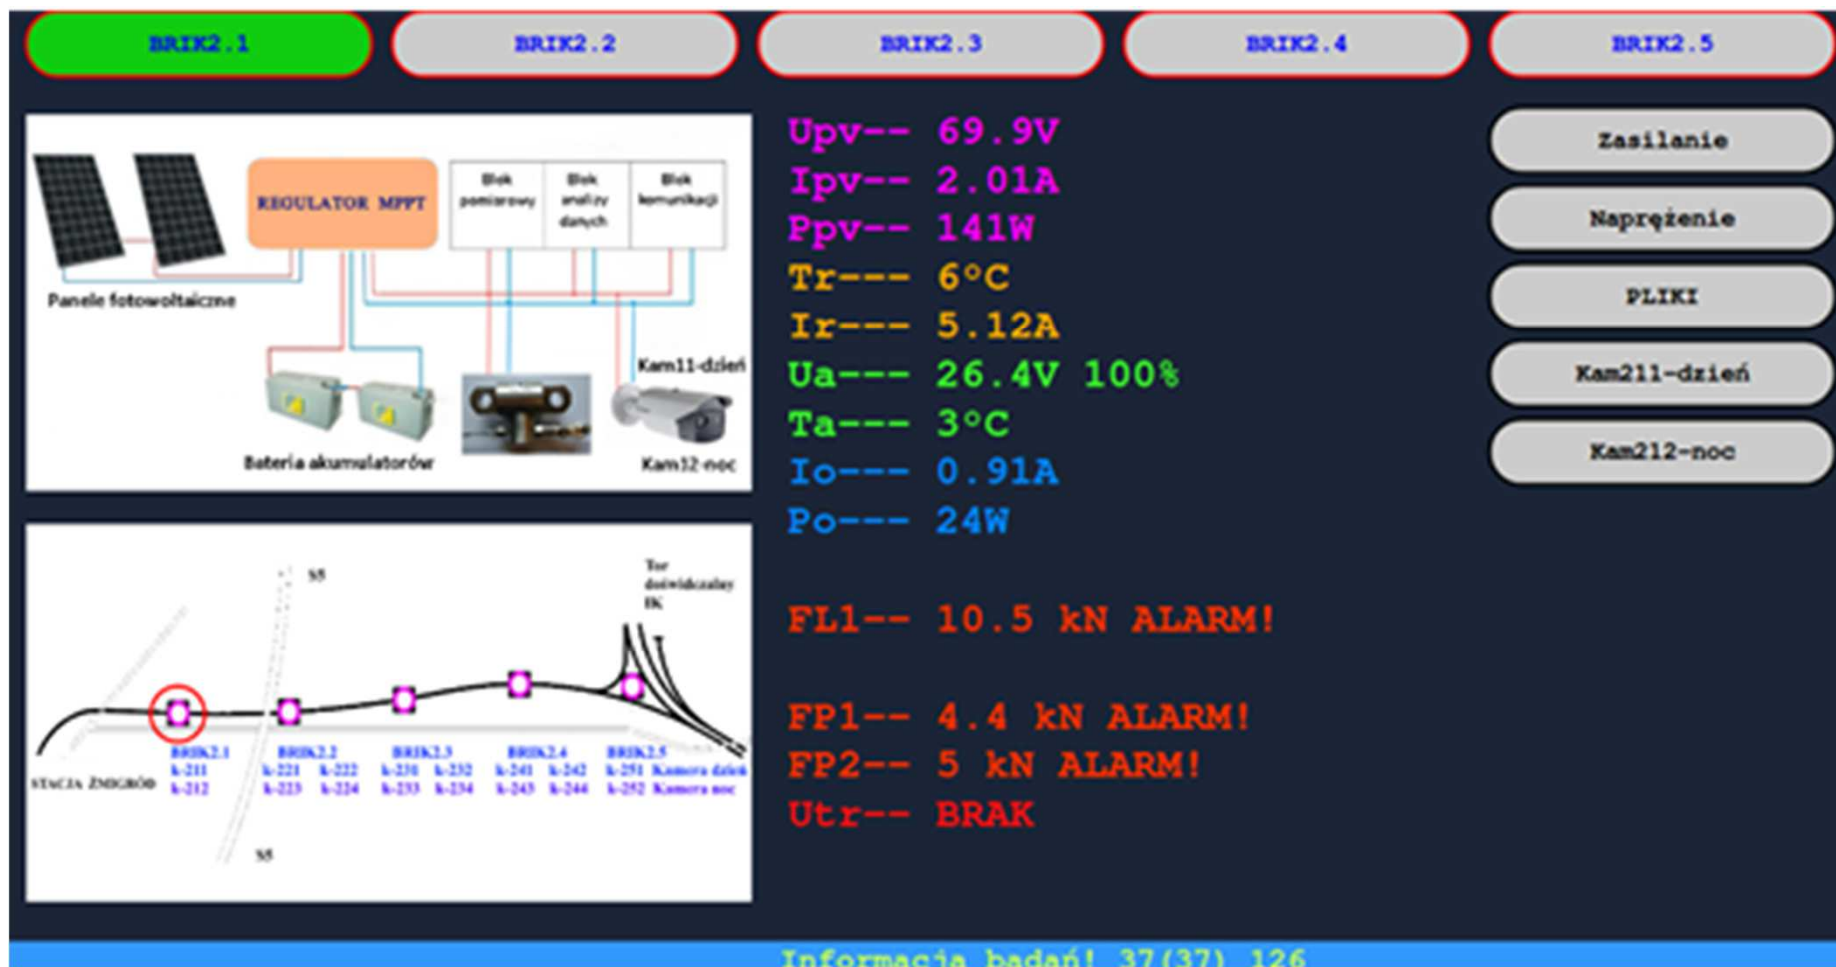 BRIK2.1 BRIK2.2 BRIK2.3 BRIK2.4 BRIK2.5
REGULATOR MPPT
Blok pomiarowy
Blok analizy danych
Blok komunikacji
Panele fotowoltaiczne
Kam11-dzień
Bateria akumulatorów
Kam12-noc
S5
Tor
doświdczalny
IK
BRIK2.1 BRIK2.2 BRIK2.3 BRIK2.4 BRIK2.5
k-211 k-221 k-222 k-231 k-232 k-241 k-242 k-251 Kamera dzień
STACJA ŻMIGRÓD k-212 k-223 k-224 k-233 k-234 k-243 k-244 k-252 Kamera noc
S5
Upv-- 69.9V
Ipv-- 2.01A
Ppv-- 141W
Tr--- 6°C
Ir--- 5.12A
Ua--- 26.4V 100%
Ta--- 3°C
Io--- 0.91A
Po--- 24W
FL1-- 10.5 kN ALARM!
FP1-- 4.4 kN ALARM!
FP2-- 5 kN ALARM!
Utr-- BRAK
Zasilanie
Naprężenie
PLIKI
Kam211-dzień
Kam212-noc
Informacja badań! 37(37) 126